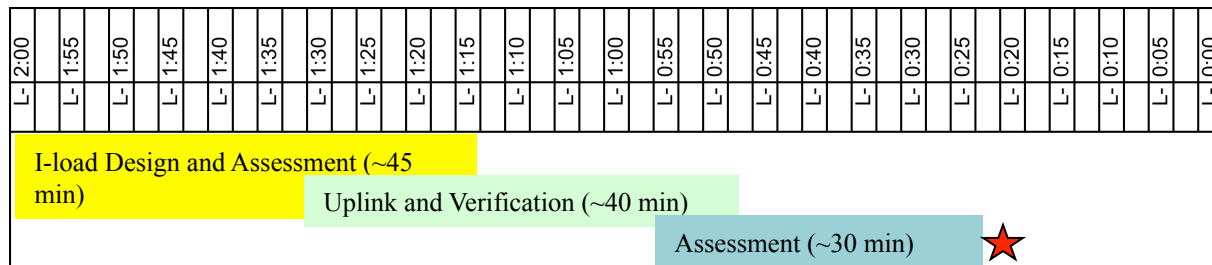 L- 2:00
L- 1:55
L- 1:50
L- 1:45
L- 1:40
L- 1:35
L- 1:30
L- 1:25
L- 1:20
L- 1:15
L- 1:10
L- 1:05
L- 1:00
L- 0:55
L- 0:50
L- 0:45
L- 0:40
L- 0:35
L- 0:30
L- 0:25
L- 0:20
L- 0:15
L- 0:10
L- 0:05
L- 0:00
I-load Design and Assessment (~45
min)
Uplink and Verification (~40 min)
Assessment (~30 min)